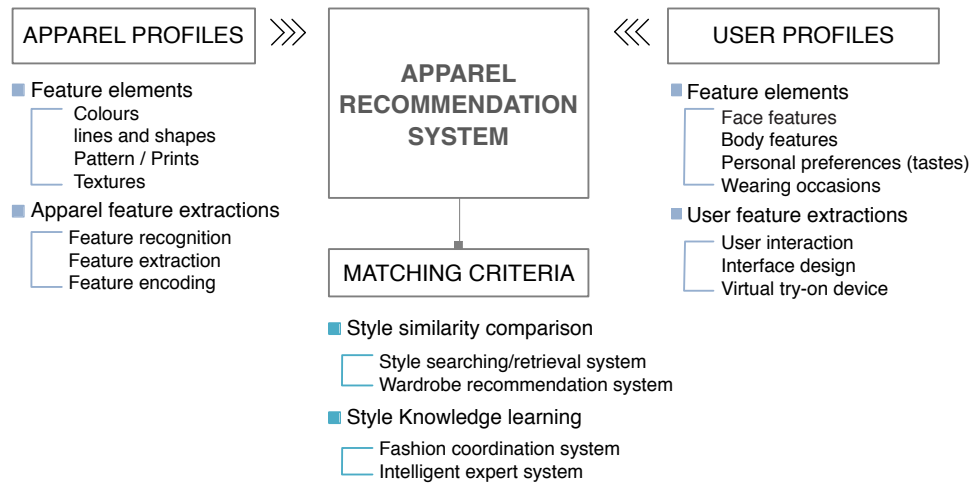 APPAREL PROFILES
Feature elements
Colours
lines and shapes
Pattern / Prints
Textures
Apparel feature extractions
Feature recognition
Feature extraction
Feature encoding
APPAREL
RECOMMENDATION
SYSTEM
MATCHING CRITERIA
Style similarity comparison
Style searching/retrieval system
Wardrobe recommendation system
Style Knowledge learning
Fashion coordination system
Intelligent expert system
USER PROFILES
Feature elements
Face features
Body features
Personal preferences (tastes)
Wearing occasions
User feature extractions
User interaction
Interface design
Virtual try-on device